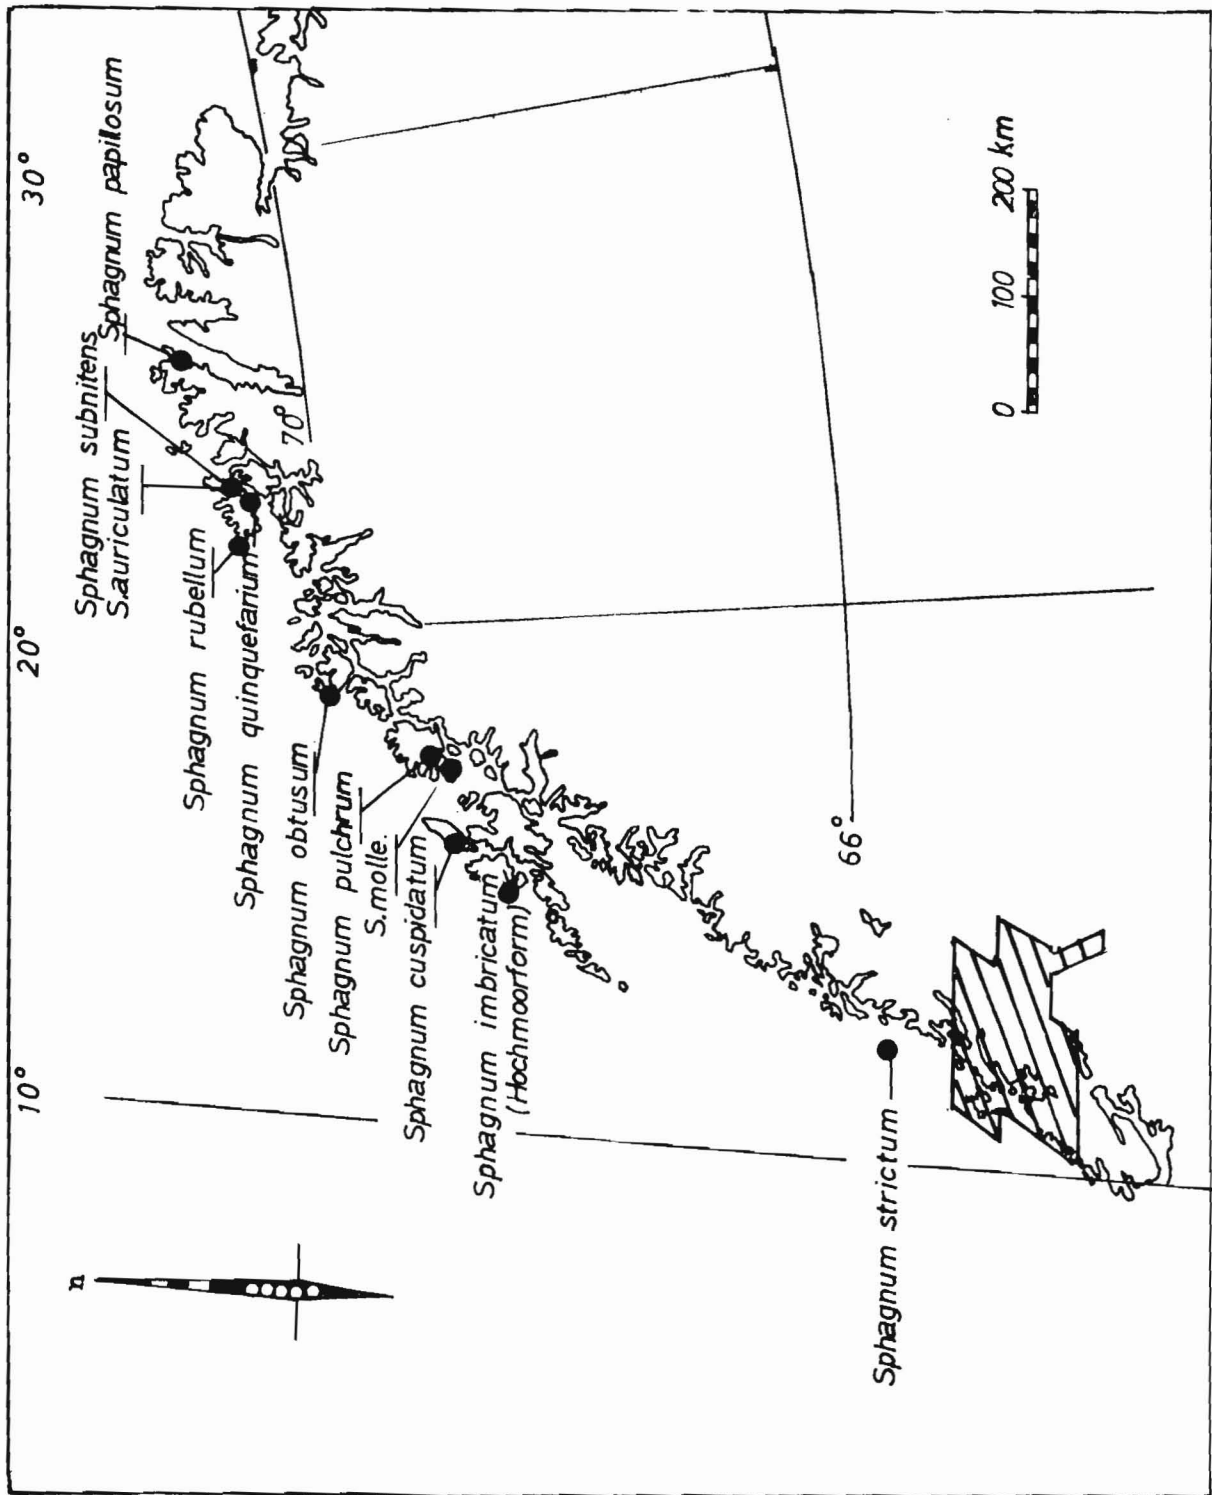 10°
20°
30°
Sphagnum papillosum
Sphagnum subnitens
S.auriculatum
Sphagnum rubellum
Sphagnum quinquefarium
Sphagnum obtusum
Sphagnum pulchrum
S.molle.
Sphagnum cuspidatum
Sphagnum imbricatum
(Hochmoorform)
Sphagnum strictum
70°
66°
n
0 100 200 km